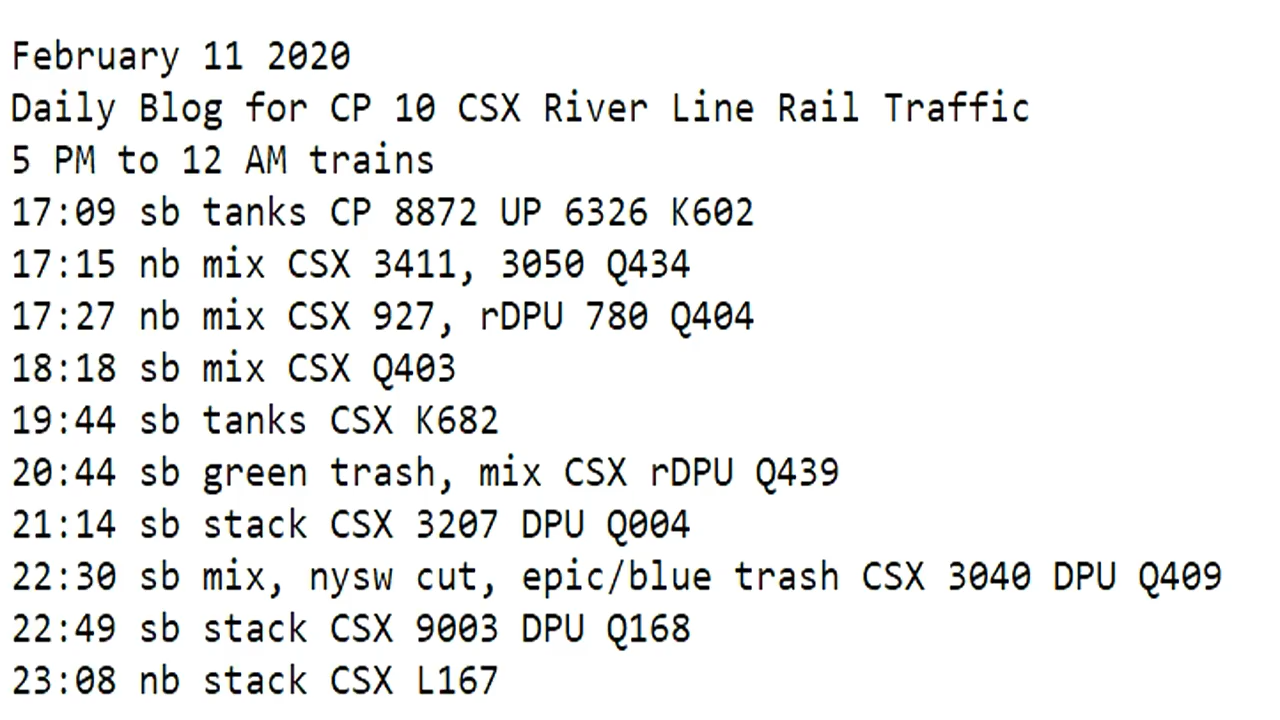 February 11 2020
Daily Blog for CP 10 CSX River Line Rail Traffic
5 PM to 12 AM trains
17:09 sb tanks CP 8872 UP 6326 K602
17:15 nb mix CSX 3411, 3050 Q434
17:27 nb mix CSX 927, rDPU 780 Q404
18:18 sb mix CSX Q403
19:44 sb tanks CSX K682
20:44 sb green trash, mix CSX rDPU Q439
21:14 sb stack CSX 3207 DPU Q004
22:30 sb mix, nysw cut, epic/blue trash CSX 3040 DPU Q409
22:49 sb stack CSX 9003 DPU Q168
23:08 nb stack CSX L167